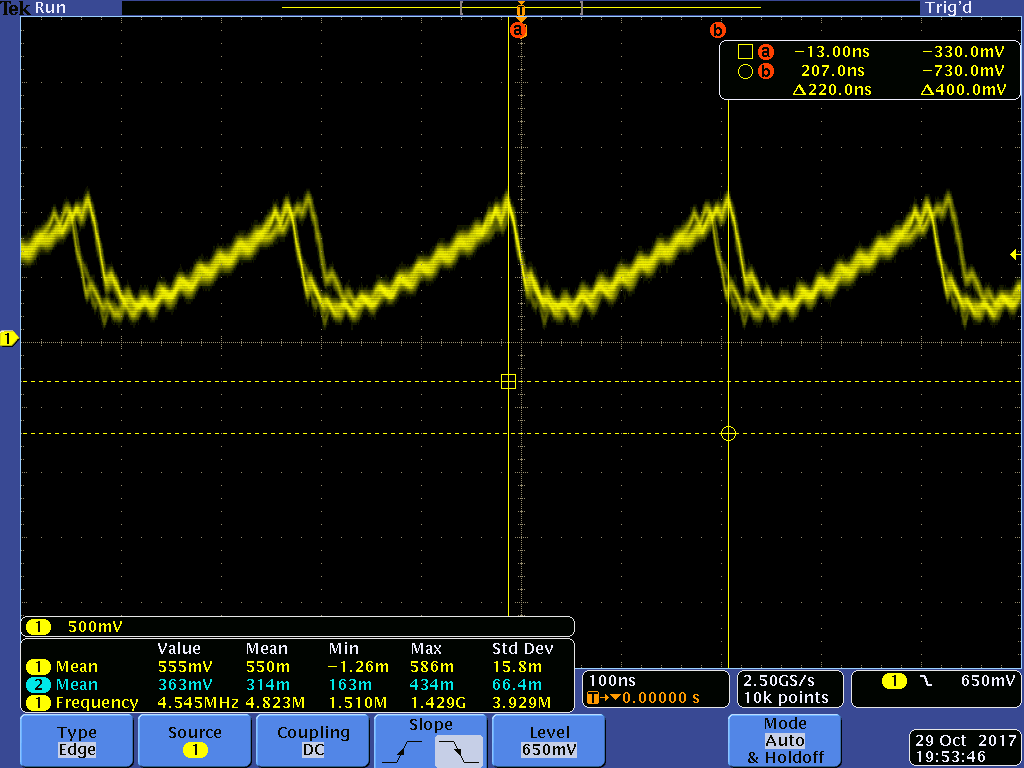 Tek Run Trig'd
T
a b
a −13.00ns −330.0mV
b 207.0ns −730.0mV
Δ220.0ns Δ400.0mV
1
1 500mV
Value Mean Min Max Std Dev
1 Mean 555mV 550m −1.26m 586m 15.8m
2 Mean 363mV 314m 163m 434m 66.4m
1 Frequency 4.545MHz 4.823M 1.510M 1.429G 3.929M
100ns
T→▼0.00000 s
2.50GS/s
10k points
1 650mV
Type
Edge
Source
1
Coupling
DC
Slope
Level
650mV
Mode
Auto
& Holdoff
29 Oct 2017
19:53:46